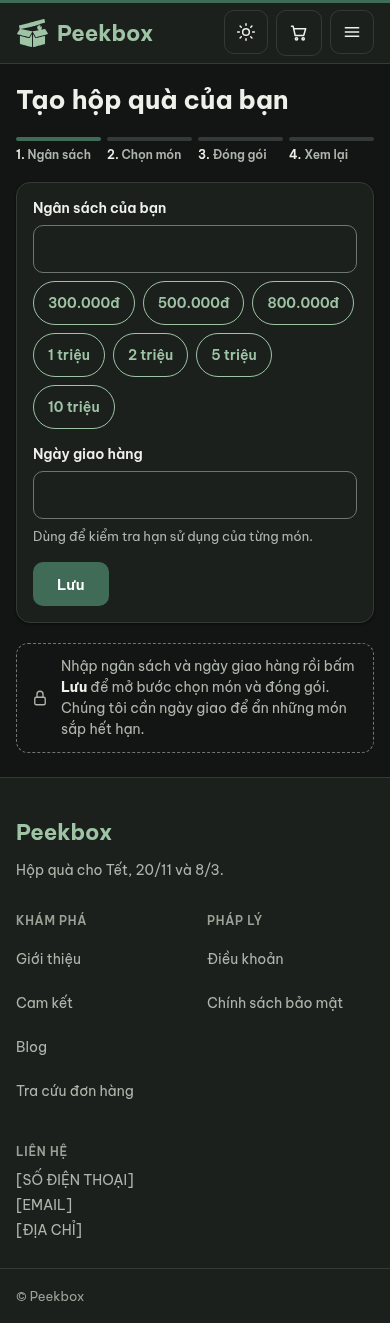 Peekbox
Tạo hộp quà của bạn
1. Ngân sách 2. Chọn món 3. Đóng gói 4. Xem lại
Ngân sách của bạn
300.000đ 500.000đ 800.000đ
1 triệu 2 triệu 5 triệu
10 triệu
Ngày giao hàng
Dùng để kiểm tra hạn sử dụng của từng món.
Lưu
Nhập ngân sách và ngày giao hàng rồi bấm
Lưu để mở bước chọn món và đóng gói.
Chúng tôi cần ngày giao để ẩn những món
sắp hết hạn.
Peekbox
Hộp quà cho Tết, 20/11 và 8/3.
KHÁM PHÁ
Giới thiệu
Cam kết
Blog
Tra cứu đơn hàng
PHÁP LÝ
Điều khoản
Chính sách bảo mật
LIÊN HỆ
[SỐ ĐIỆN THOẠI]
[EMAIL]
[ĐỊA CHỈ]
© Peekbox